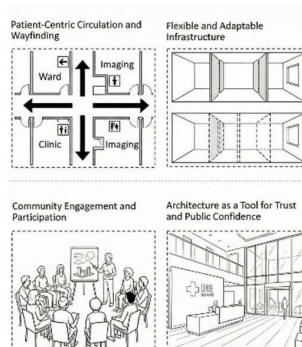 Patient-Centric Circulation and
Wayfinding
Flexible and Adaptable
Infrastructure
Imaging
Ward
Clinic
Imaging
Community Engagement and
Participation
Architecture as a Tool for Trust
and Public Confidence